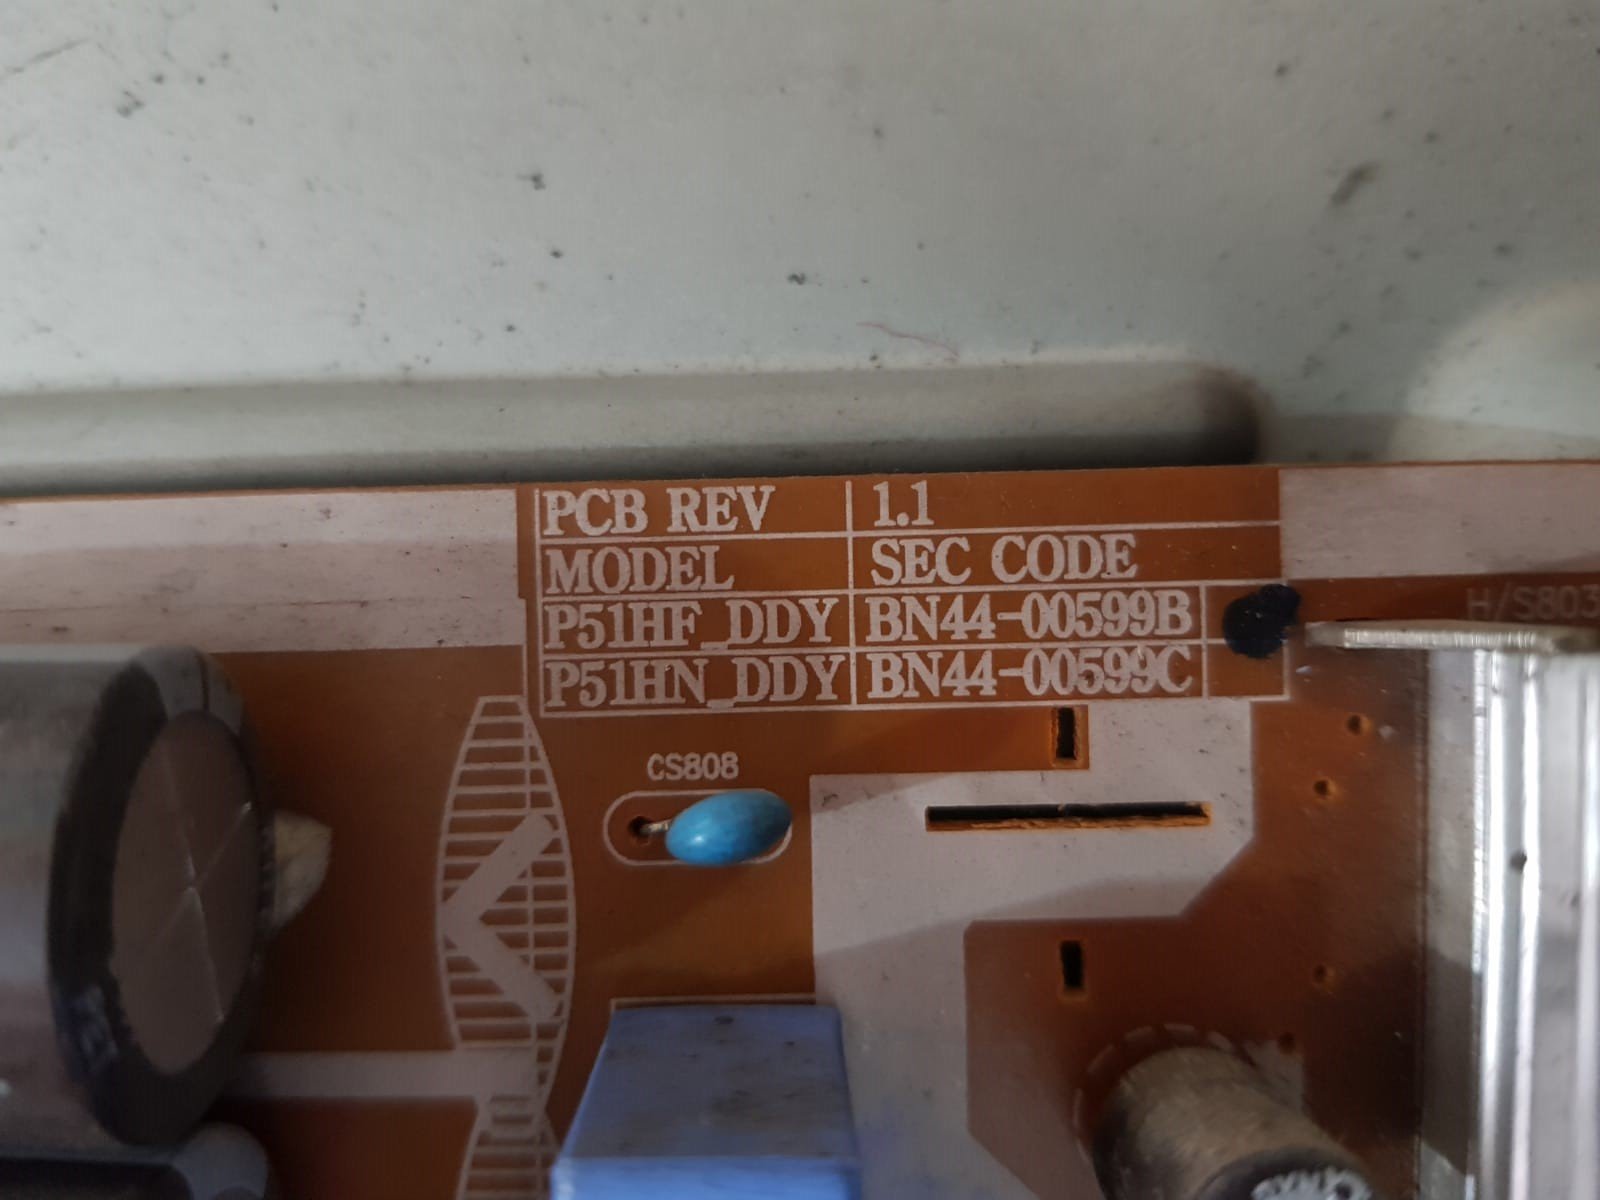 PCB REV 1.1
MODEL SEC CODE
P51HF_DDY BN44-00599B
P51HN_DDY BN44-00599C
H/S803
CS808